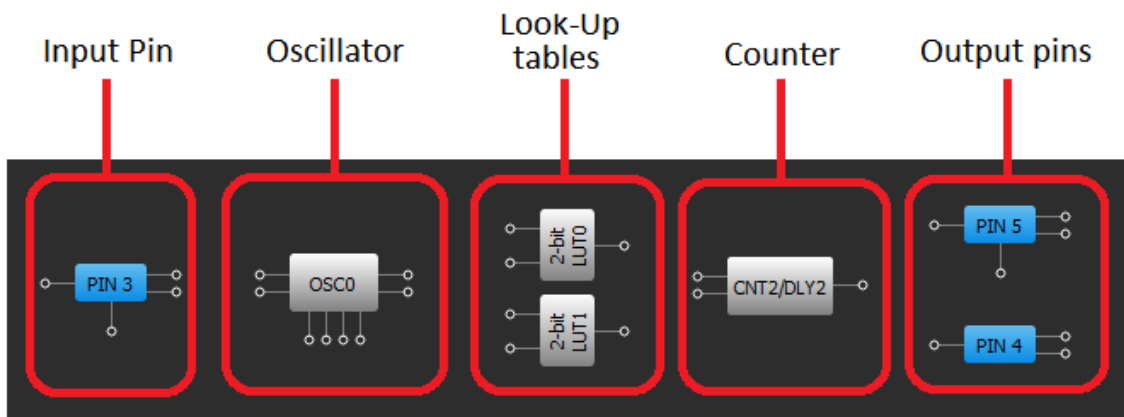 Input Pin
Oscillator
Look-Up
tables
Counter
Output pins
PIN 3
OSC0
2-bit
LUT0
2-bit
LUT1
CNT2/DLY2
PIN 5
PIN 4